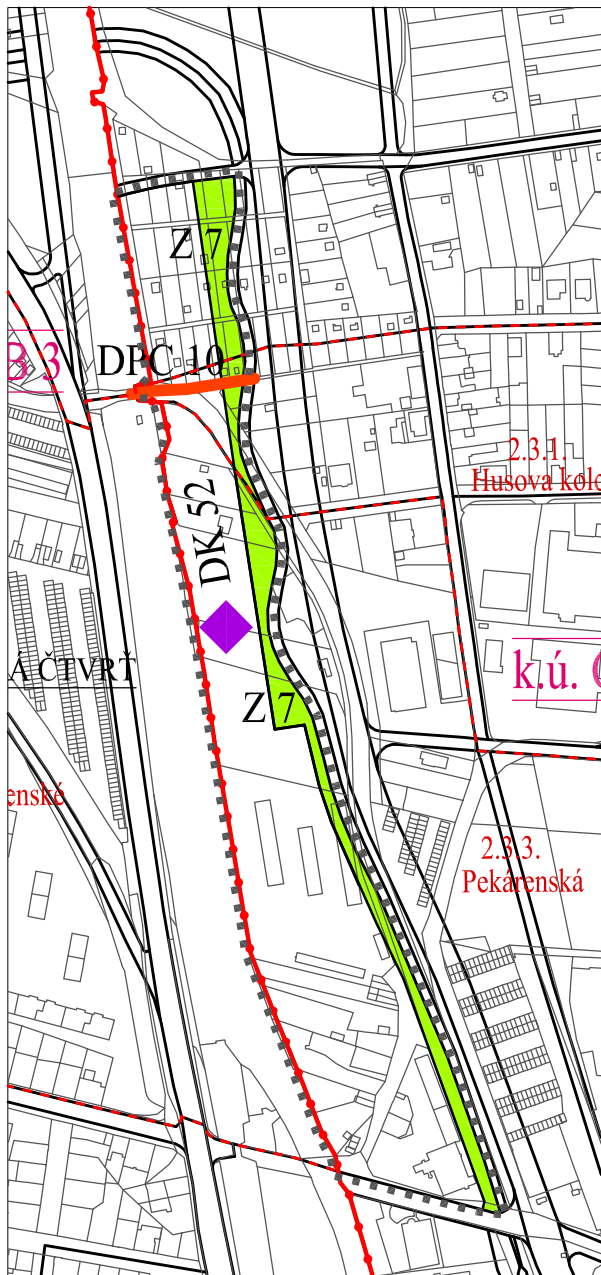 Z 7
B 3
DPC 10
2.3.1.
Husova kolo
DK 52
Á ČTVRŤ
k.ú.
Z 7
enské
2.3.3.
Pekárenská